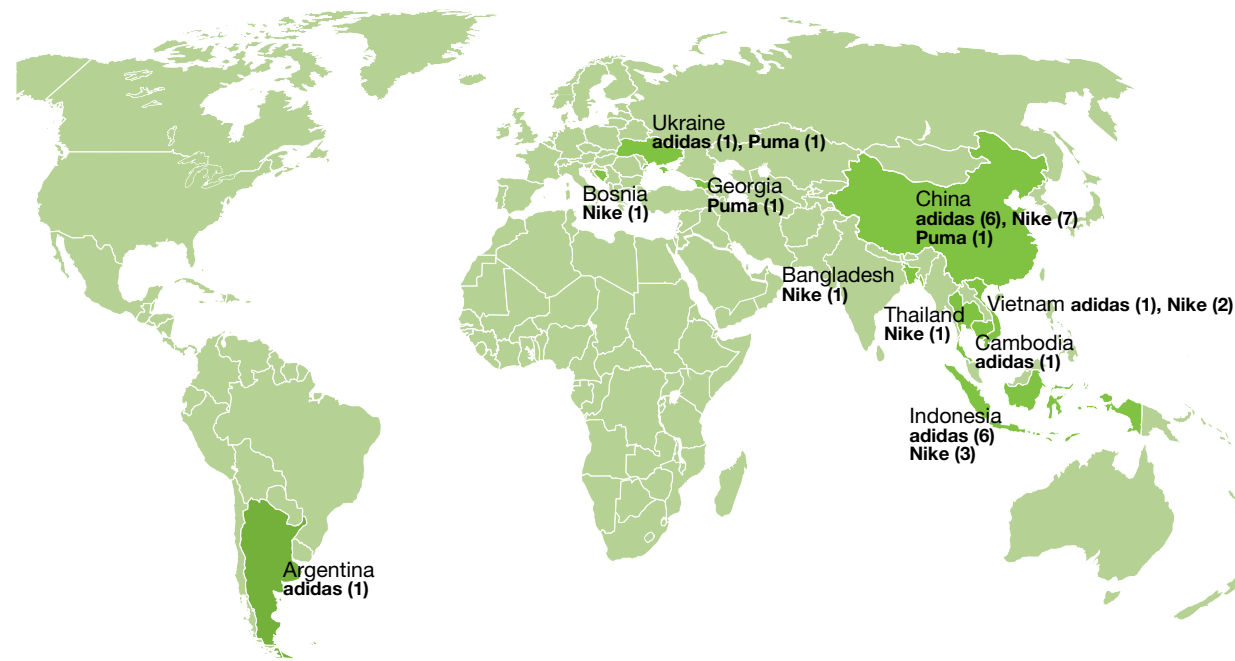 Ukraine
adidas (1), Puma (1)
Bosnia
Nike (1)
Georgia
Puma (1)
China
adidas (6), Nike (7)
Puma (1)
Bangladesh
Nike (1)
Thailand
Nike (1)
Vietnam adidas (1), Nike (2)
Cambodia
adidas (1)
Indonesia
adidas (6)
Nike (3)
Argentina
adidas (1)